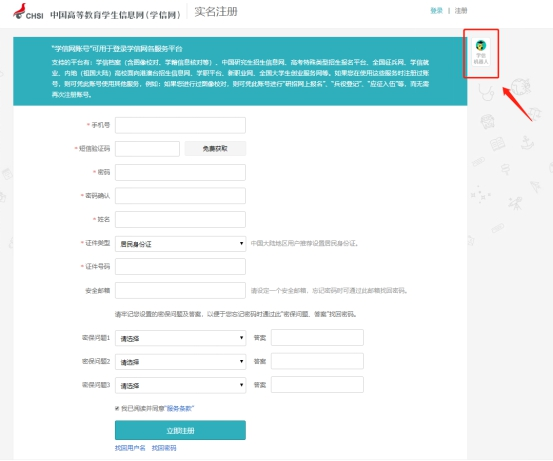 CHSI 中国高等教育学生信息网(学信网) 实名注册
登录 | 注册
"学信网账号"可用于登录学信网各服务平台
支持的平台有：学信档案（含图像校对、学籍信息核对等）、中国研究生招生信息网、高考特殊类型招生报名平台、全国征兵网、学信就
业、内地（祖国大陆）高校面向港澳台招生信息网、学职平台、新职业网、全国大学生创业服务网等。如果您在使用这些服务时注册过账
号，则可凭此账号使用其他服务，例如：如果您进行过图像校对，则可凭此账号进行"研招网上报名"、"兵役登记"、"应征入伍"等，而无需
再次注册账号。
学信
机器人
* 手机号
* 短信验证码 免费获取
* 密码
* 密码确认
* 姓名
* 证件类型 居民身份证 中国大陆地区用户推荐设置居民身份证。
* 证件号码
安全邮箱 请设定一个安全邮箱，忘记密码时可通过此邮箱找回密码。
请牢记您设置的密保问题及答案，以便于您忘记密码时通过此"密保问题、答案"找回密码。
密保问题1 请选择 答案
密保问题2 请选择 答案
密保问题3 请选择 答案
我已阅读并同意"服务条款"
立即注册
找回用户名 找回密码